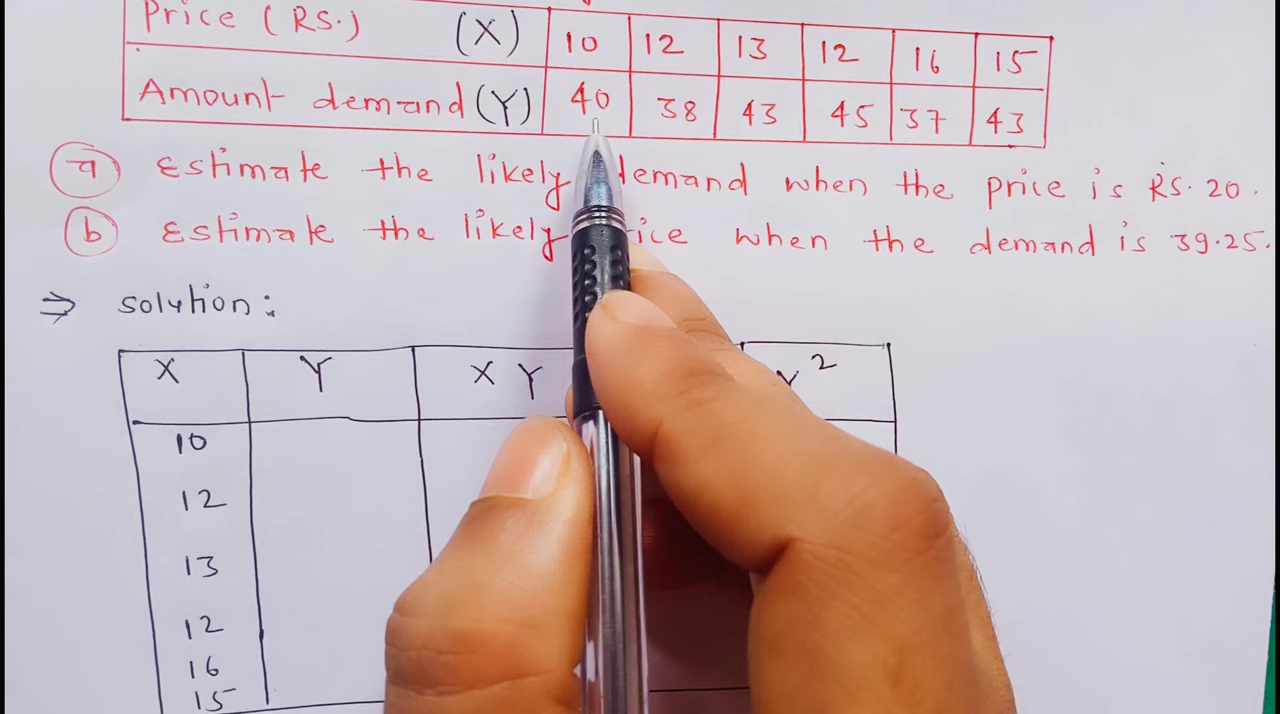 Price (RS.) (X) 10 12 13 12 16 15
Amount demand (Y) 40 38 43 45 37 43
a Estimate the likely demand when the price is RS. 20.
b Estimate the likely when the demand is 39.25.
⇒ solution:
X Y XY Y²
10
12
13
12
16
15